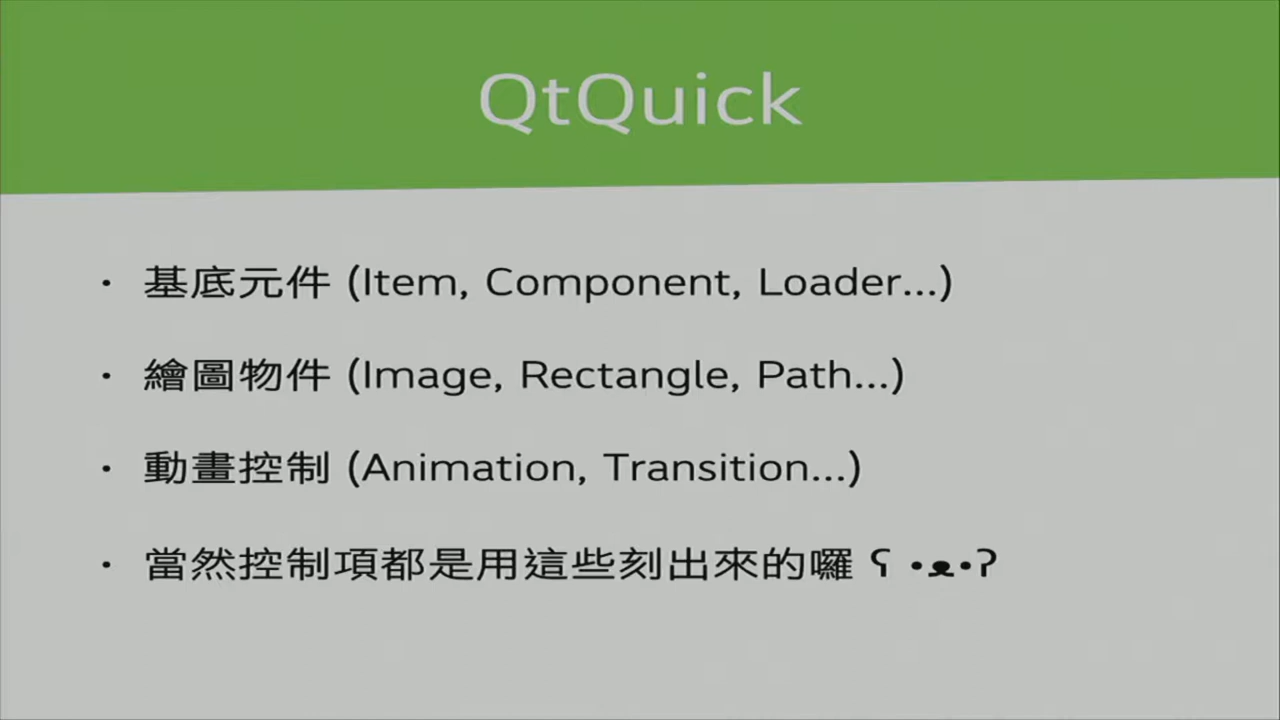 QtQuick
• 基底元件 (Item, Component, Loader...)
• 繪圖物件 (Image, Rectangle, Path...)
• 動畫控制 (Animation, Transition...)
• 當然控制項都是用這些刻出來的囉 ʕ •ᴥ•ʔ